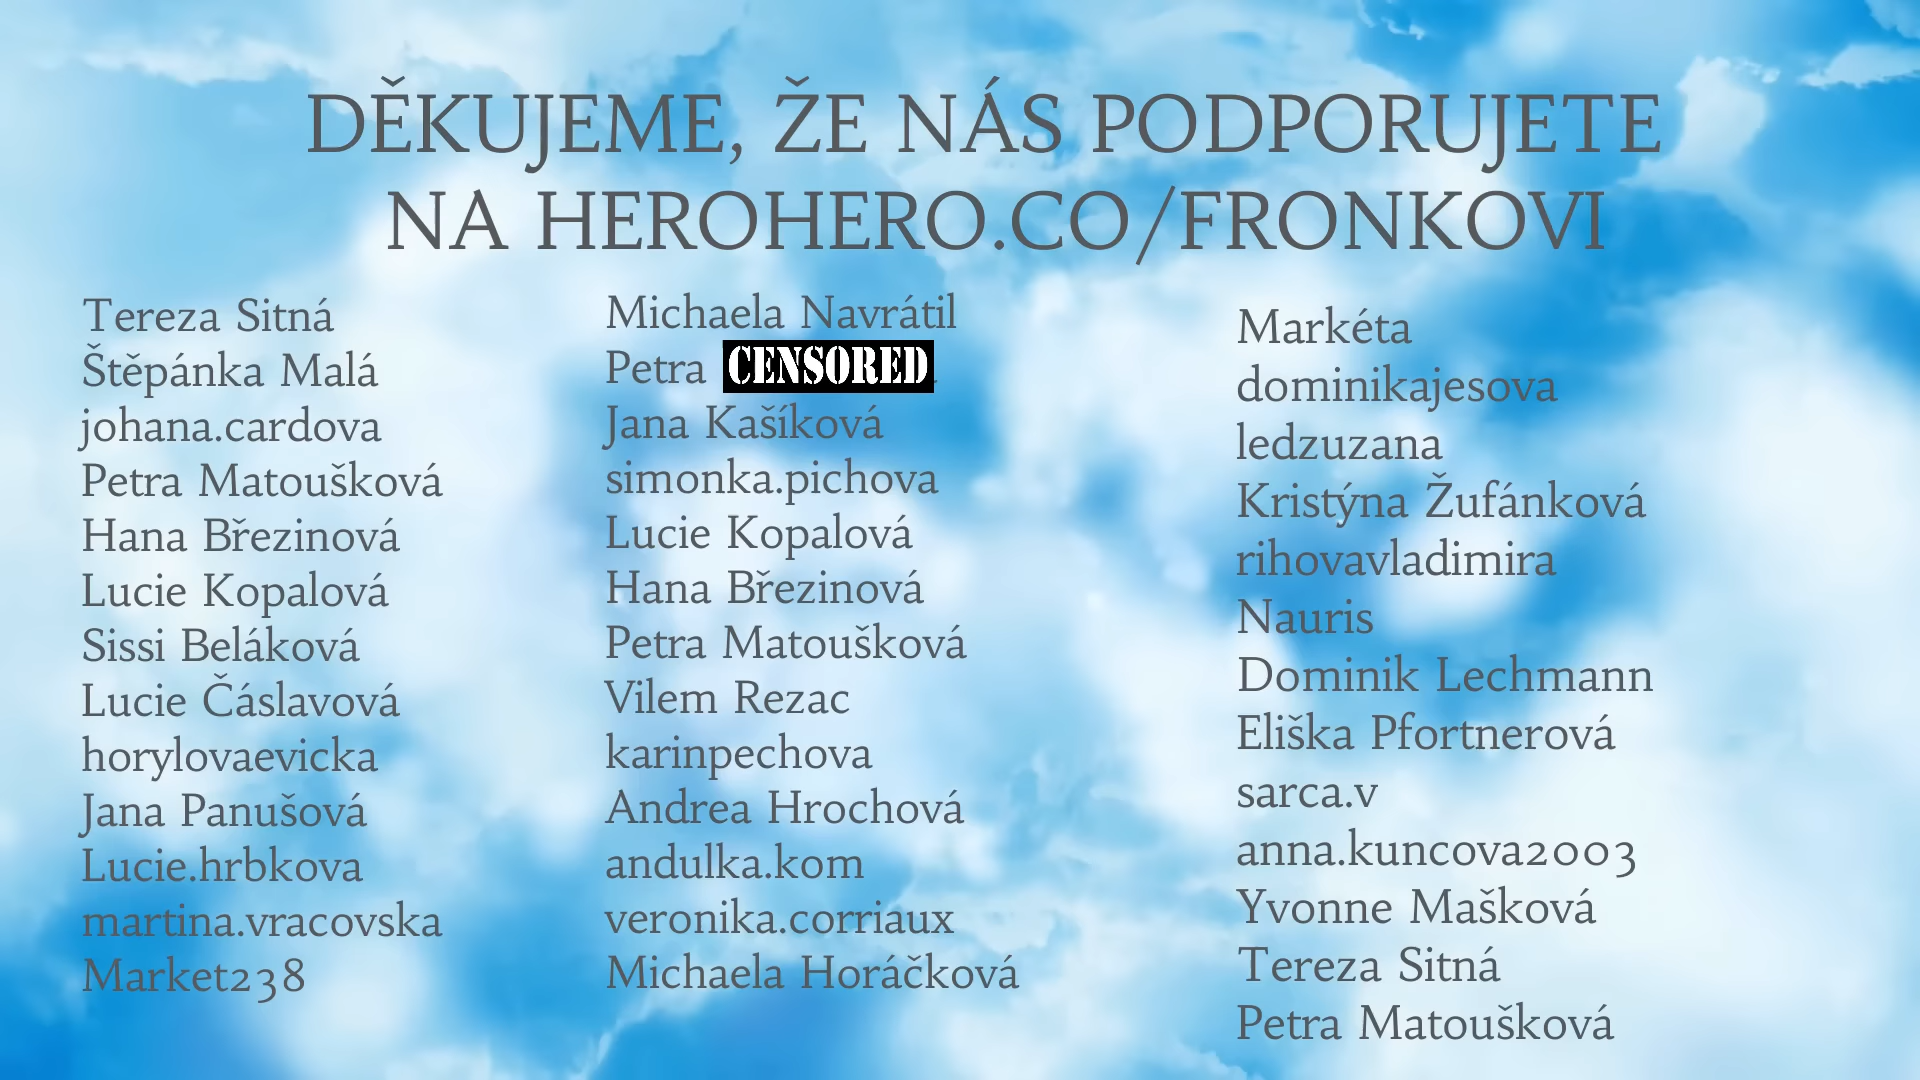 DĚKUJEME, ŽE NÁS PODPORUJETE
NA HEROHERO.CO/FRONKOVI
Tereza Sitná
Štěpánka Malá
johana.cardova
Petra Matoušková
Hana Březinová
Lucie Kopalová
Sissi Beláková
Lucie Čáslavová
horylovaevicka
Jana Panušová
Lucie.hrbkova
martina.vracovska
Market238
Michaela Navrátil
Petra CENSORED
Jana Kašíková
simonka.pichova
Lucie Kopalová
Hana Březinová
Petra Matoušková
Vilem Rezac
karinpechova
Andrea Hrochová
andulka.kom
veronika.corriaux
Michaela Horáčková
Markéta
dominikajesova
ledzuzana
Kristýna Žufánková
rihovavladimira
Nauris
Dominik Lechmann
Eliška Pfortnerová
sarca.v
anna.kuncova2003
Yvonne Mašková
Tereza Sitná
Petra Matoušková